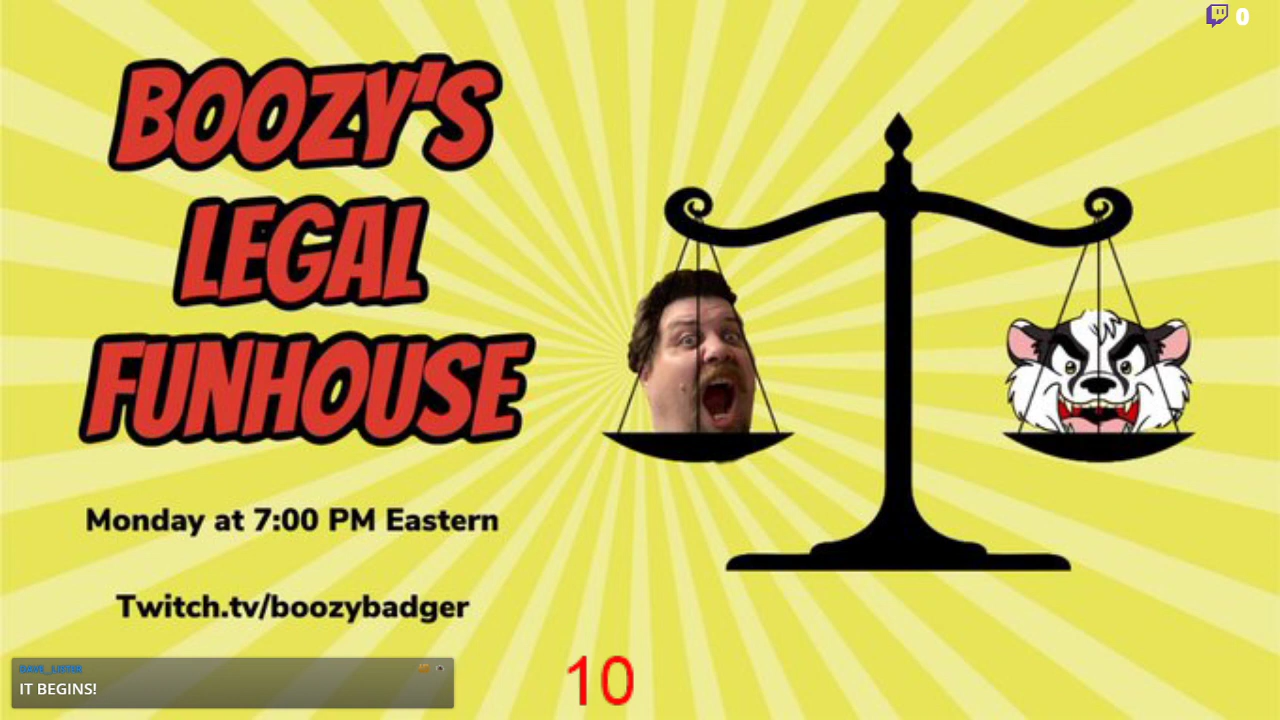 0
BOOZY'S
LEGAL
FUNHOUSE
Monday at 7:00 PM Eastern
Twitch.tv/boozybadger
IT BEGINS!
10